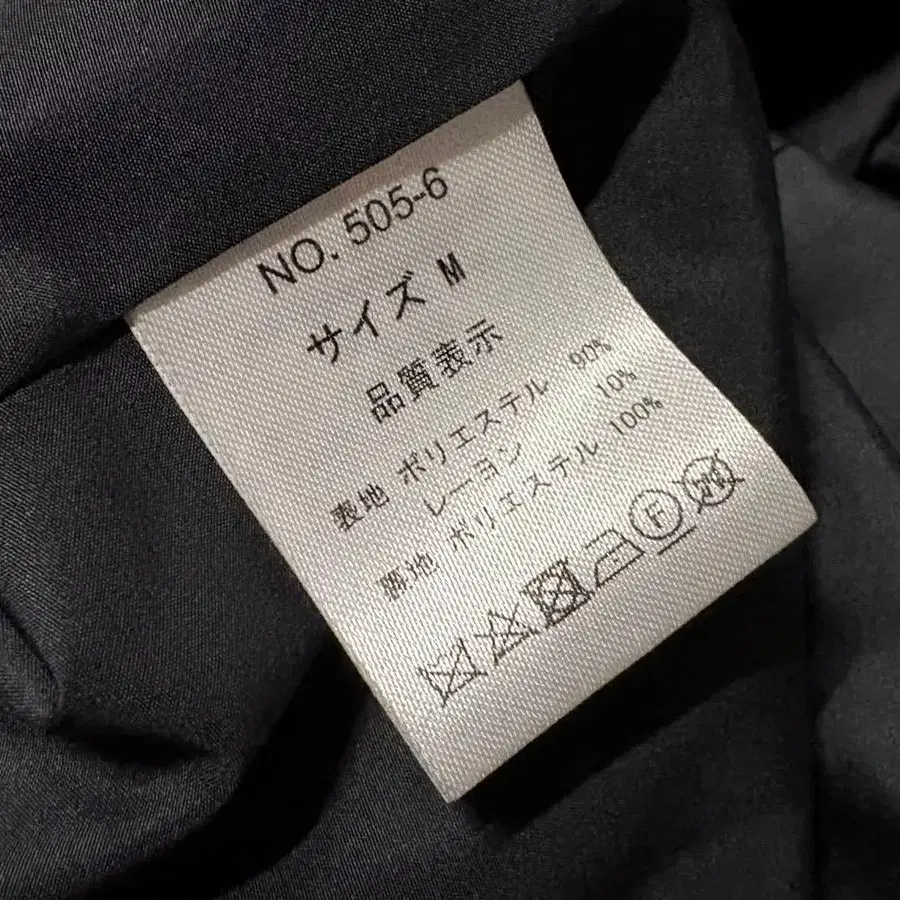 NO. 505-6
サイズ M
品質表示
表地 ポリエステル 90%
レーヨン 10%
裏地 ポリエステル 100%
F